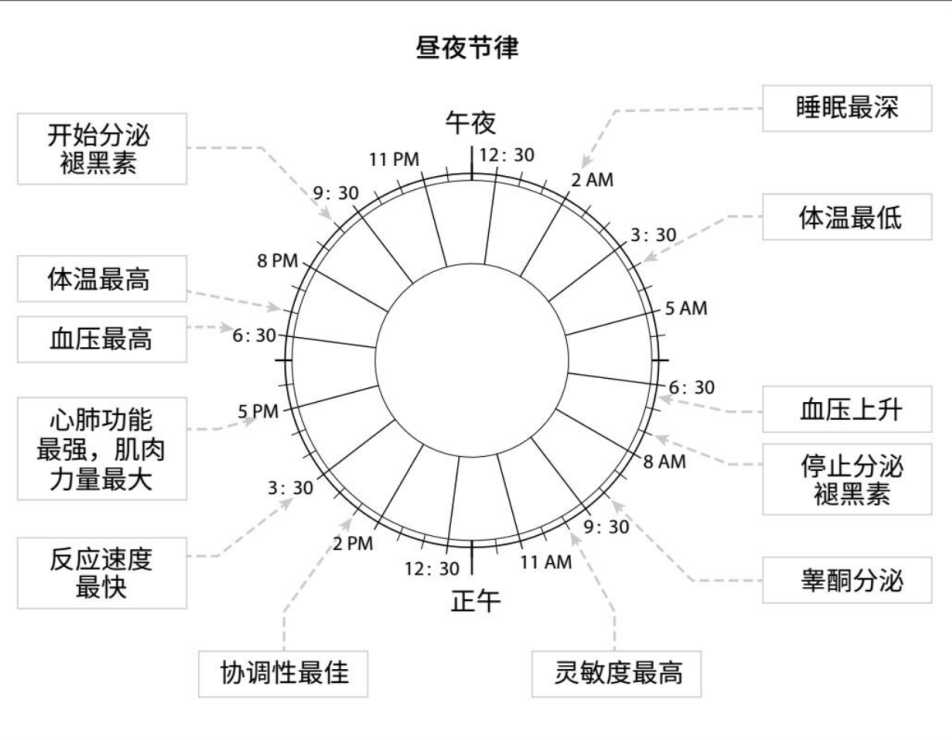 昼夜节律
午夜
12: 30
2 AM
3: 30
5 AM
6: 30
8 AM
9: 30
11 AM
正午
12: 30
2 PM
3: 30
5 PM
6: 30
8 PM
9: 30
11 PM
睡眠最深
体温最低
血压上升
停止分泌
褪黑素
睾酮分泌
灵敏度最高
协调性最佳
反应速度
最快
心肺功能
最强，肌肉
力量最大
血压最高
体温最高
开始分泌
褪黑素